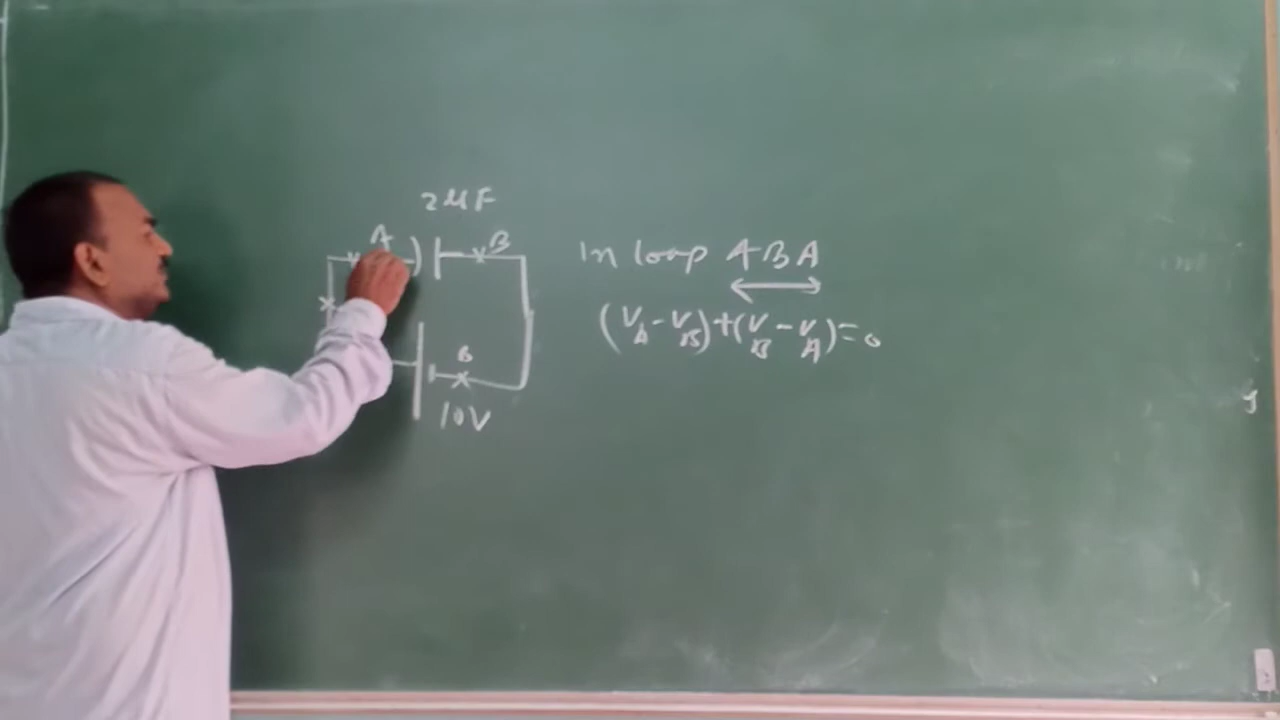 2μF
A
B
In loop ABA
(V_A - V_B) + (V_B - V_A) = 0
B
10V